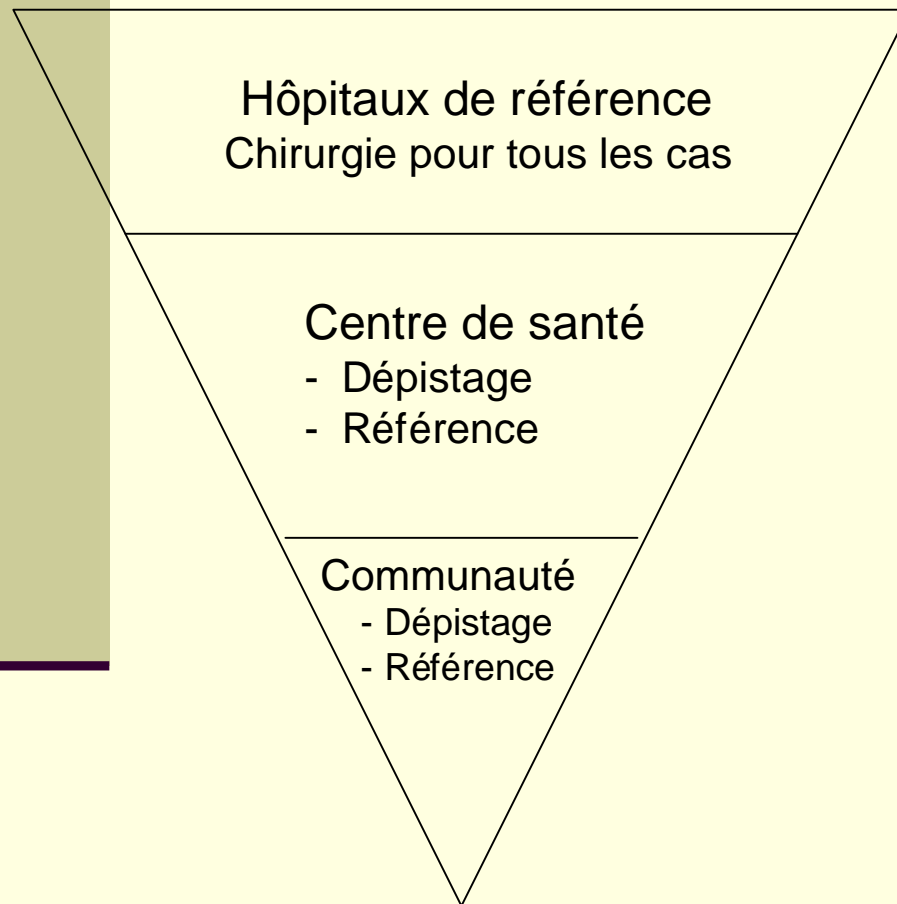 Hôpitaux de référence
Chirurgie pour tous les cas
Centre de santé
- Dépistage
- Référence
Communauté
- Dépistage
- Référence